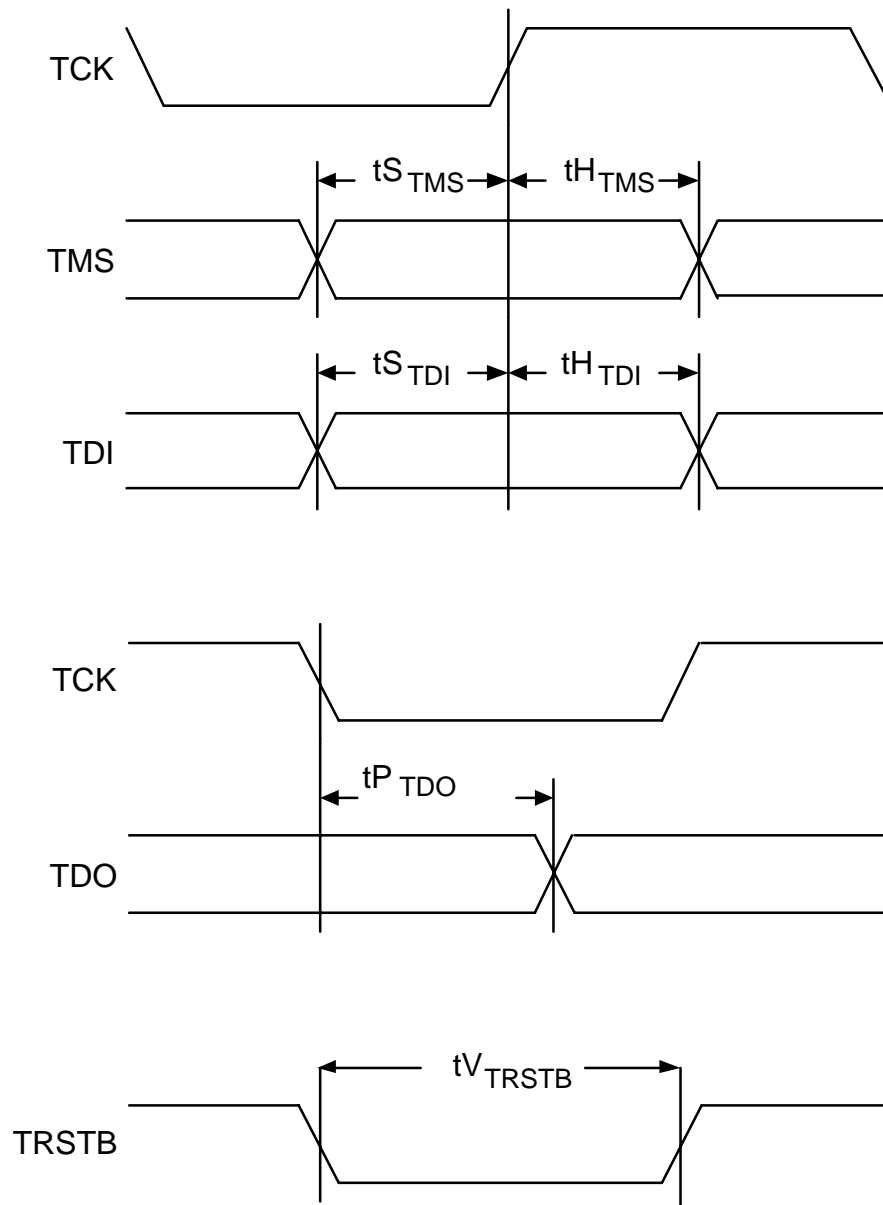 TCK
tS TMS
tH TMS
TMS
tS TDI
tH TDI
TDI
TCK
tP TDO
TDO
tV TRSTB
TRSTB